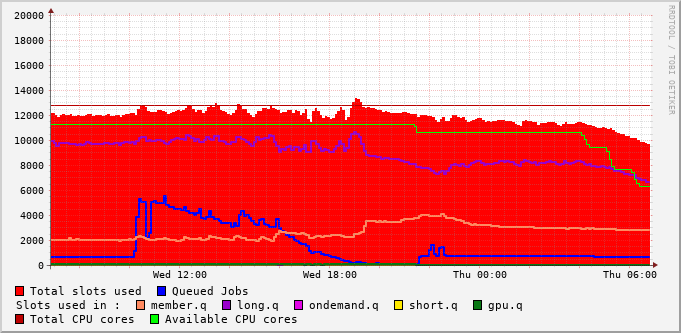 20000
18000
16000
14000
12000
10000
8000
6000
4000
2000
0
Wed 12:00 Wed 18:00 Thu 00:00 Thu 06:00
Total slots used Queued Jobs
Slots used in : member.q long.q ondemand.q short.q gpu.q
Total CPU cores Available CPU cores
RRDTOOL / TOBI OETIKER